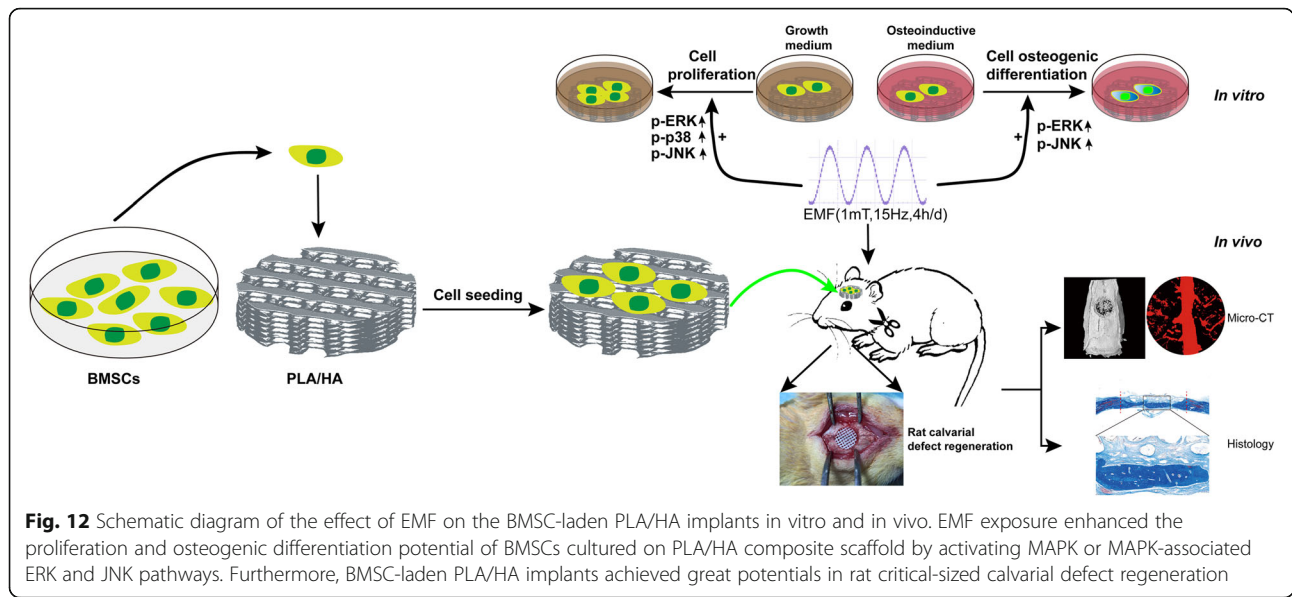 Growth
medium
Osteoinductive
medium
Cell
proliferation
Cell osteogenic
differentiation
In vitro
p-ERK↑
p-p38 ↑
p-JNK ↑
+
+
p-ERK↑
p-JNK ↑
EMF(1mT,15Hz,4h/d)
In vivo
Cell seeding
BMSCs
PLA/HA
Micro-CT
Rat calvarial
defect regeneration
Histology
Fig. 12 Schematic diagram of the effect of EMF on the BMSC-laden PLA/HA implants in vitro and in vivo. EMF exposure enhanced the
proliferation and osteogenic differentiation potential of BMSCs cultured on PLA/HA composite scaffold by activating MAPK or MAPK-associated
ERK and JNK pathways. Furthermore, BMSC-laden PLA/HA implants achieved great potentials in rat critical-sized calvarial defect regeneration